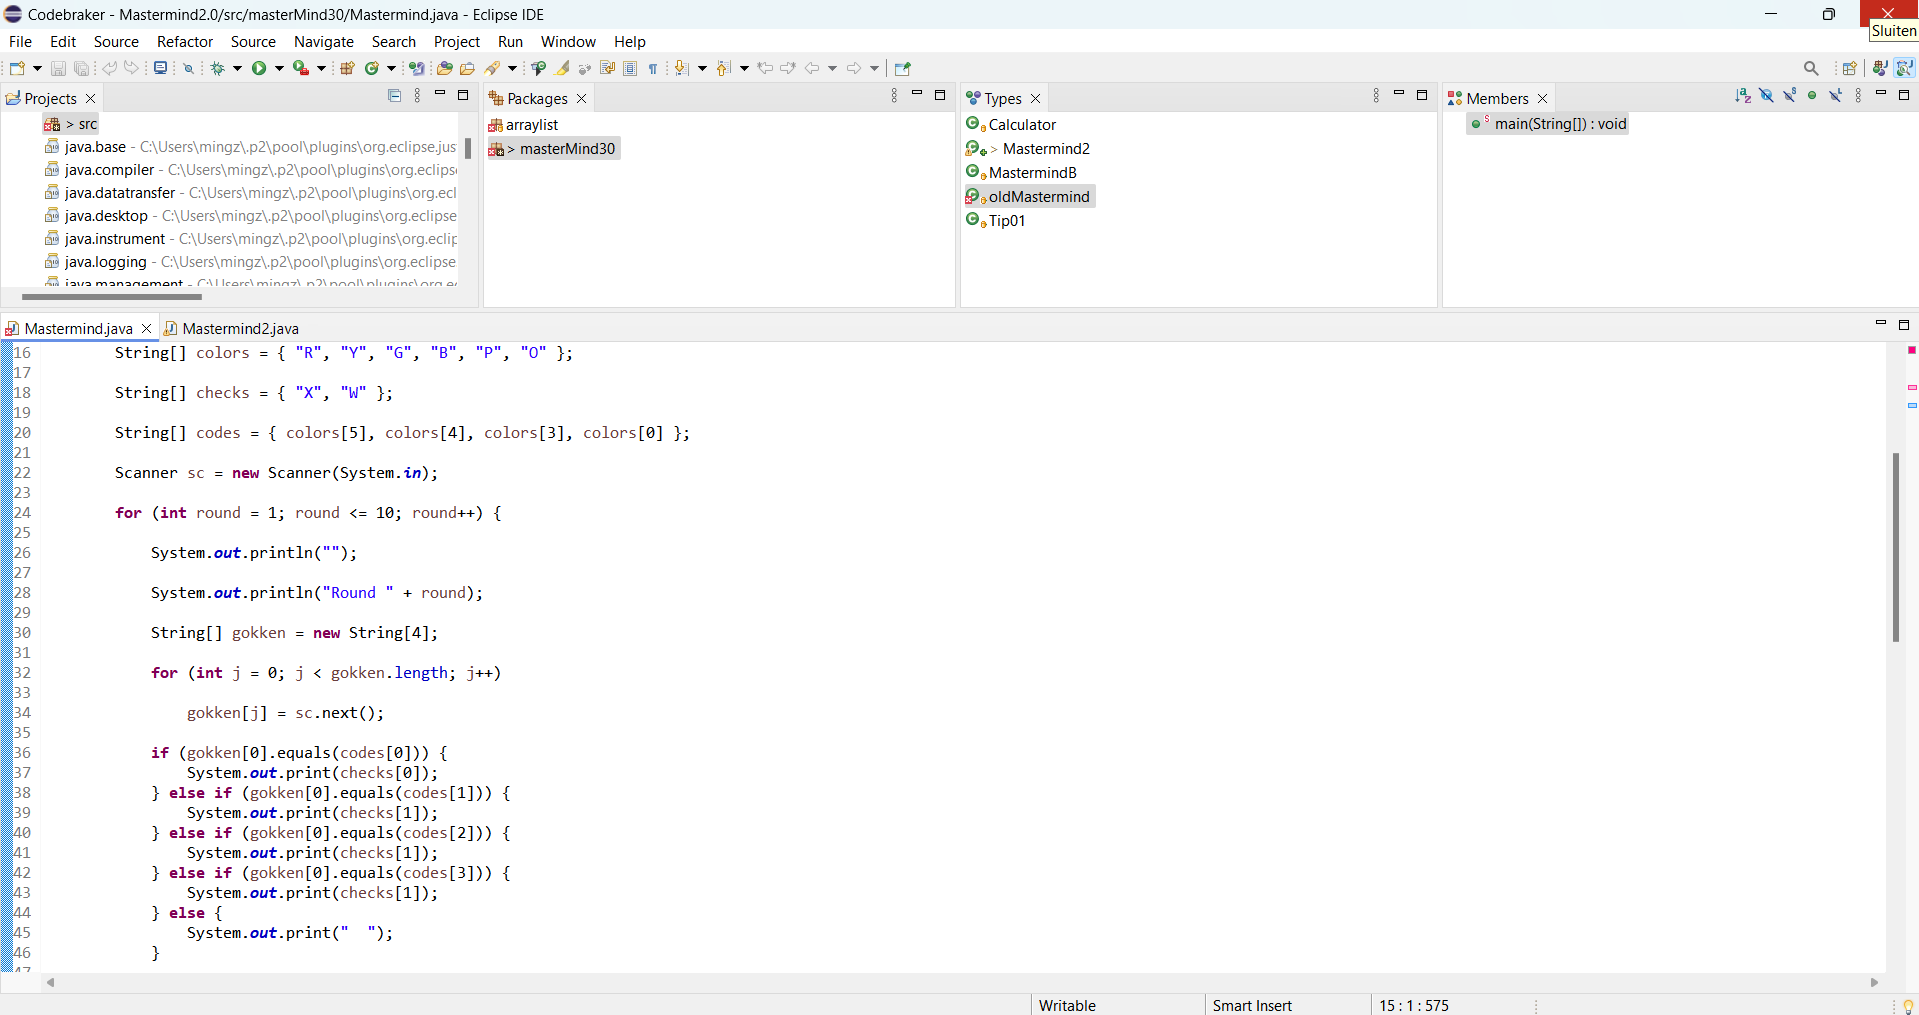 Codebraker - Mastermind2.0/src/masterMind30/Mastermind.java - Eclipse IDE
Sluiten
File Edit Source Refactor Source Navigate Search Project Run Window Help
Projects
> src
java.base - C:\Users\mingz\.p2\pool\plugins\org.eclipse.jus
java.compiler - C:\Users\mingz\.p2\pool\plugins\org.eclips
java.datatransfer - C:\Users\mingz\.p2\pool\plugins\org.ecl
java.desktop - C:\Users\mingz\.p2\pool\plugins\org.eclipse
java.instrument - C:\Users\mingz\.p2\pool\plugins\org.eclip
java.logging - C:\Users\mingz\.p2\pool\plugins\org.eclipse
java.management - C:\Users\mingz\.p2\pool\plugins\org.e
Packages
arraylist
> masterMind30
Types
Calculator
> Mastermind2
MastermindB
oldMastermind
Tip01
Members
main(String[]) : void
Mastermind.java Mastermind2.java
16 String[] colors = { "R", "Y", "G", "B", "P", "O" };
17
18 String[] checks = { "X", "W" };
19
20 String[] codes = { colors[5], colors[4], colors[3], colors[0] };
21
22 Scanner sc = new Scanner(System.in);
23
24 for (int round = 1; round <= 10; round++) {
25
26 System.out.println("");
27
28 System.out.println("Round " + round);
29
30 String[] gokken = new String[4];
31
32 for (int j = 0; j < gokken.length; j++)
33
34 gokken[j] = sc.next();
35
36 if (gokken[0].equals(codes[0])) {
37 System.out.print(checks[0]);
38 } else if (gokken[0].equals(codes[1])) {
39 System.out.print(checks[1]);
40 } else if (gokken[0].equals(codes[2])) {
41 System.out.print(checks[1]);
42 } else if (gokken[0].equals(codes[3])) {
43 System.out.print(checks[1]);
44 } else {
45 System.out.print("  ");
46 }
47
Writable Smart Insert 15 : 1 : 575